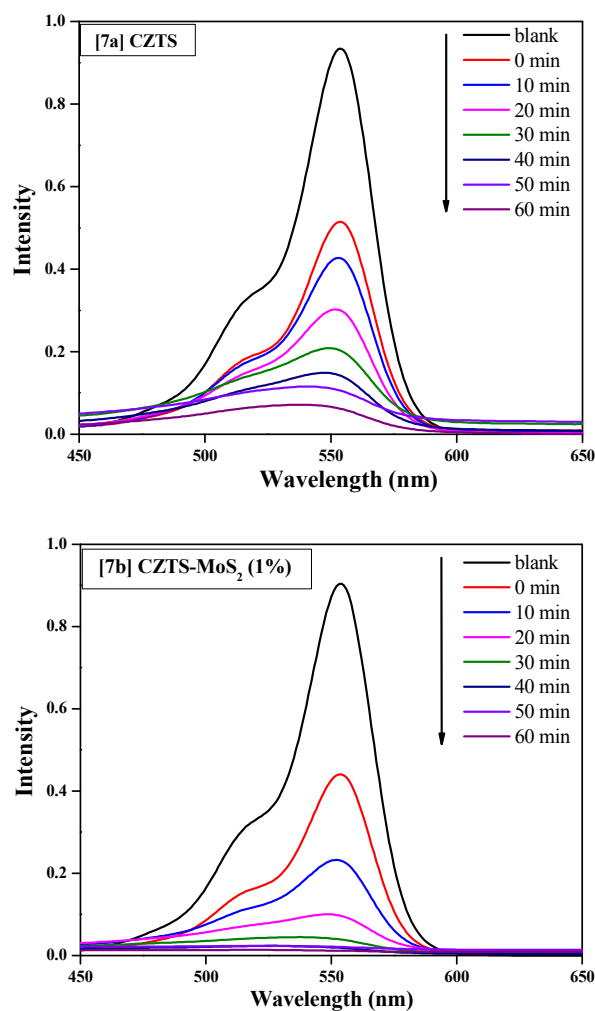 [7a] CZTS
blank
0 min
10 min
20 min
30 min
40 min
50 min
60 min
1.0
0.8
0.6
0.4
0.2
0.0
Intensity
450
500
550
600
650
Wavelength (nm)
[7b] CZTS-MoS₂ (1%)
blank
0 min
10 min
20 min
30 min
40 min
50 min
60 min
1.0
0.8
0.6
0.4
0.2
0.0
Intensity
450
500
550
600
650
Wavelength (nm)